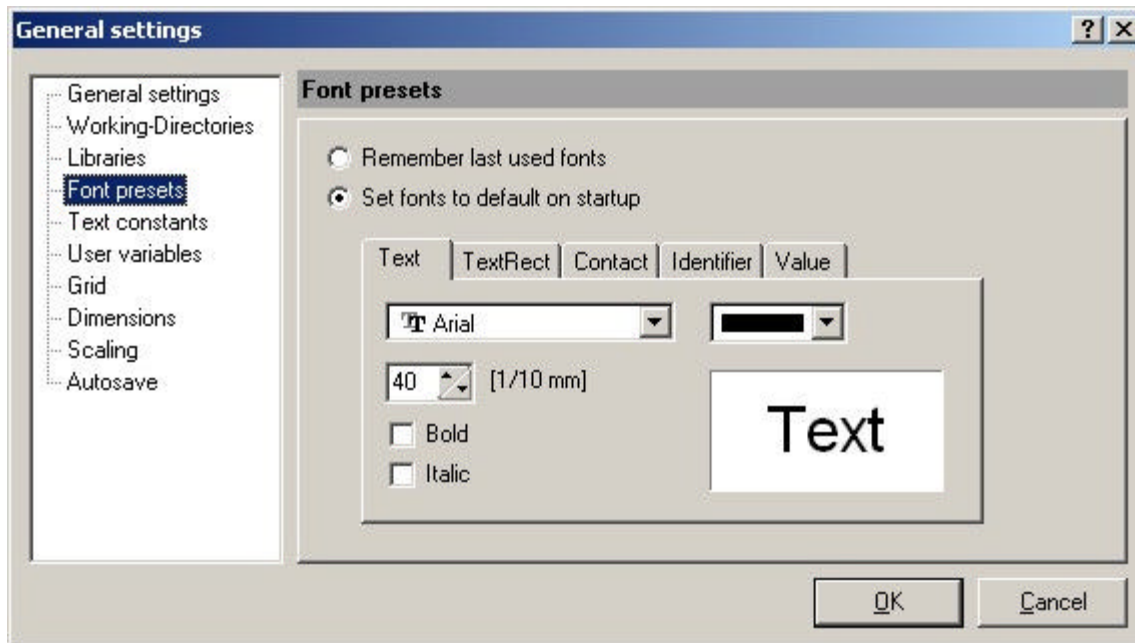 General settings
General settings
Working-Directories
Libraries
Font presets
Text constants
User variables
Grid
Dimensions
Scaling
Autosave
Font presets
Remember last used fonts
Set fonts to default on startup
Text TextRect Contact Identifier Value
Arial
40 [1/10 mm]
Bold
Italic
Text
OK Cancel